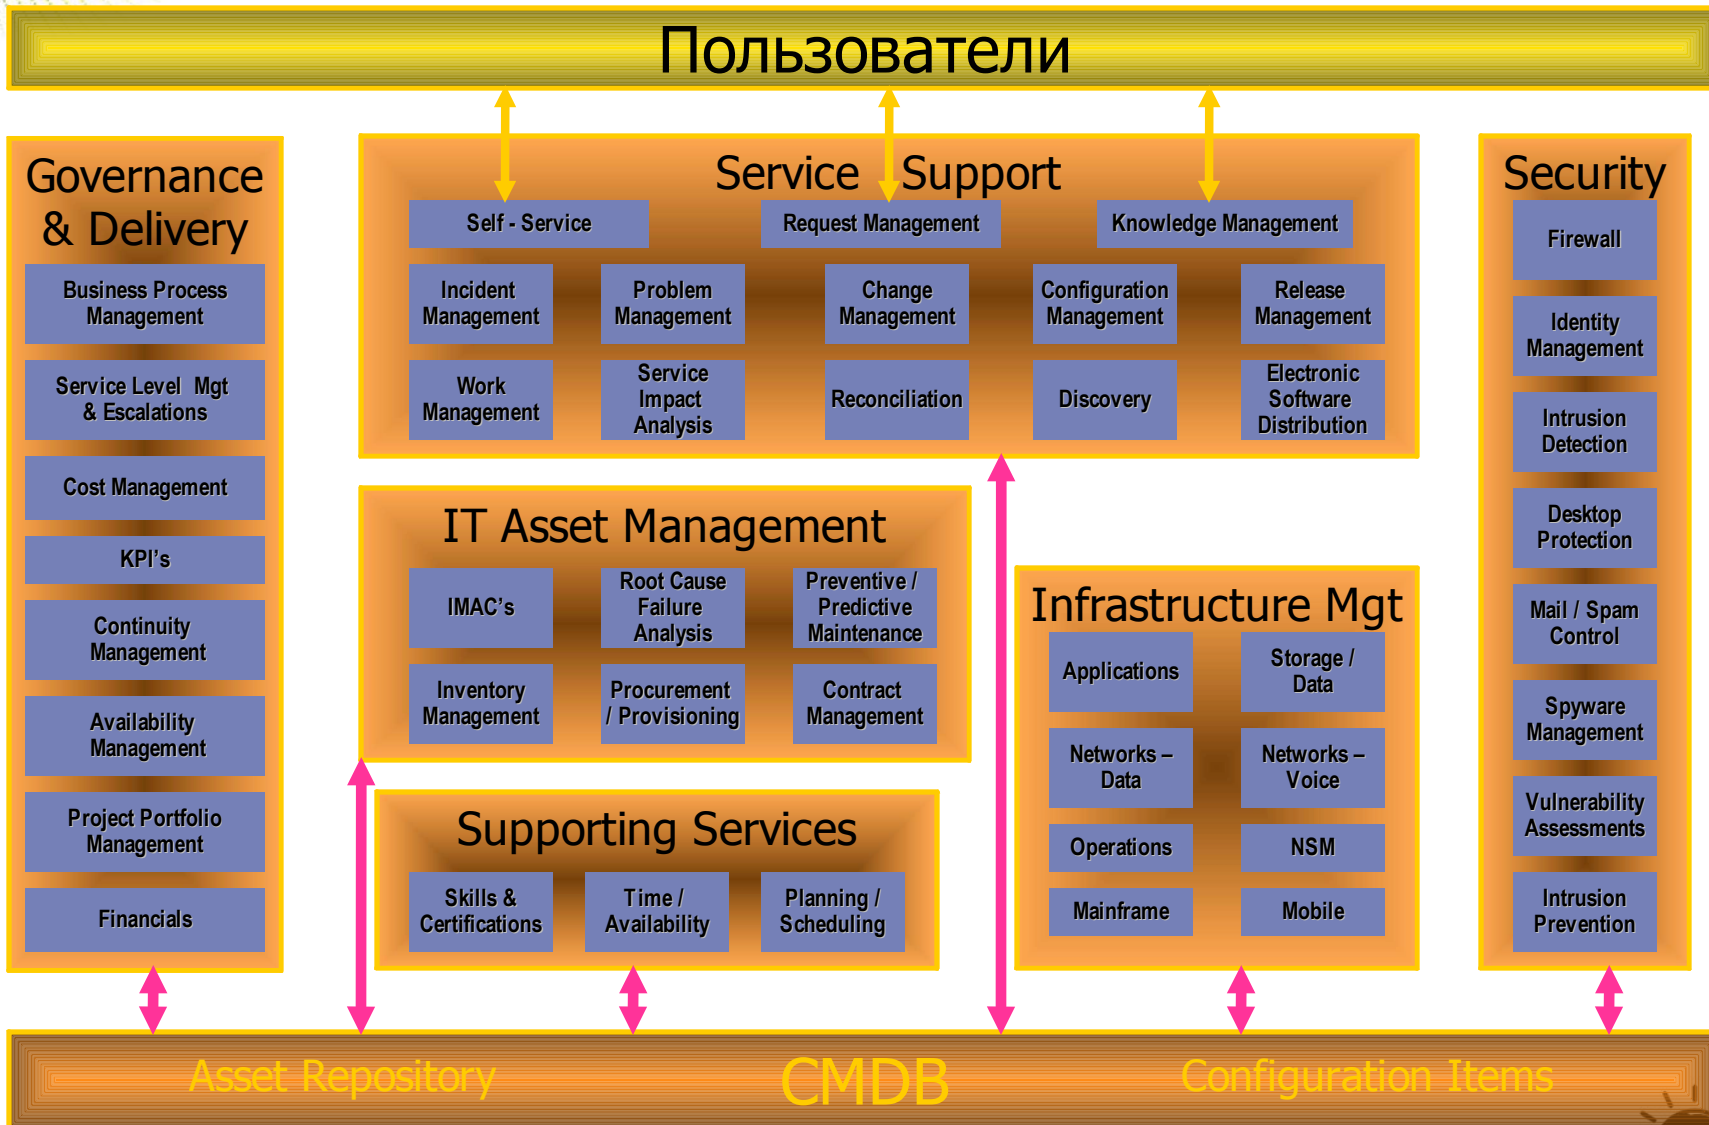 Пользователи
Governance
& Delivery
Business Process
Management
Service Level Mgt
& Escalations
Cost Management
KPI’s
Continuity
Management
Availability
Management
Project Portfolio
Management
Financials
Service Support
Self - Service
Request Management
Knowledge Management
Incident
Management
Problem
Management
Change
Management
Configuration
Management
Release
Management
Work
Management
Service
Impact
Analysis
Reconciliation
Discovery
Electronic
Software
Distribution
IT Asset Management
IMAC’s
Root Cause
Failure
Analysis
Preventive /
Predictive
Maintenance
Inventory
Management
Procurement
/ Provisioning
Contract
Management
Supporting Services
Skills &
Certifications
Time /
Availability
Planning /
Scheduling
Infrastructure Mgt
Applications
Storage /
Data
Networks –
Data
Networks –
Voice
Operations
NSM
Mainframe
Mobile
Security
Firewall
Identity
Management
Intrusion
Detection
Desktop
Protection
Mail / Spam
Control
Spyware
Management
Vulnerability
Assessments
Intrusion
Prevention
Asset Repository
CMDB
Configuration Items